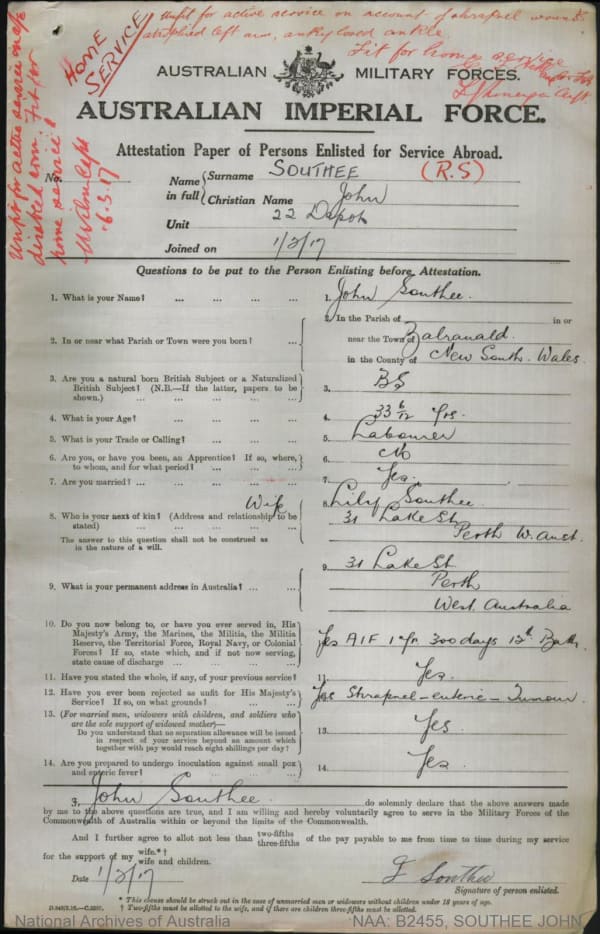 Unfit for active service on account of shrapnel wound
left arm, ankylosed ankle.
Fit for home service
HOME
SERVICE
Unfit for active service on a/c
arm. Fit for
home service
6.3.17
AUSTRALIAN MILITARY FORCES.
AUSTRALIAN IMPERIAL FORCE.
Attestation Paper of Persons Enlisted for Service Abroad.
No.
Name in full { Surname SOUTHEE (R.S)
Christian Name John
Unit 22 Depot
Joined on 1/3/17
Questions to be put to the Person Enlisting before Attestation.
1. What is your Name? ... ... ... ... 1. John Southee.
2. In or near what Parish or Town were you born? ... 2. In the Parish of in or
near the Town of Balranald
in the County of New South Wales
3. Are you a natural born British Subject or a Naturalized
British Subject? (N.B.—If the latter, papers to be
shown.) ... ... ... ... ... 3. BS
4. What is your Age? ... ... ... ... 4. 33 6/12 Yrs.
5. What is your Trade or Calling? ... ... ... 5. Labourer
6. Are you, or have you been, an Apprentice? If so, where,
to whom, and for what period? ... ... ... 6. No
7. Are you married? ... ... ... ... 7. Yes.
Wife
8. Who is your next of kin? (Address and relationship to be
stated) ... ... ... ... ...
The answer to this question shall not be construed as
in the nature of a will.
8. Lily Southee.
31 Lake St
Perth W. Aust.
9. What is your permanent address in Australia? ... ...
9. 31 Lake St.
Perth
West Australia
10. Do you now belong to, or have you ever served in, His
Majesty's Army, the Marines, the Militia, the Militia
Reserve, the Territorial Force, Royal Navy, or Colonial
Forces? If so, state which, and if not now serving,
state cause of discharge ... ... ... ...
Yes AIF 1 Yr 300 days Batt.
11. Have you stated the whole, if any, of your previous service? 11. Yes.
12. Have you ever been rejected as unfit for His Majesty's
Service? If so, on what grounds? ... ... ... Yes Shrapnel - enteric - Tumour
13. (For married men, widowers with children, and soldiers who
are the sole support of widowed mother)—
Do you understand that no separation allowance will be issued
in respect of your service beyond an amount which
together with pay would reach eight shillings per day?
13. Yes
14. Are you prepared to undergo inoculation against small pox
and enteric fever? ... ... ... ... 14. Yes
I, John Southee. do solemnly declare that the above answers made
by me to the above questions are true, and I am willing and hereby voluntarily agree to serve in the Military Forces of the
Commonwealth of Australia within or beyond the limits of the Commonwealth.
And I further agree to allot not less than two-fifths three-fifths of the pay payable to me from time to time during my service
for the support of my wife.* † wife and children.
Date 1/3/17
J Southee
Signature of person enlisted.
* This clause should be struck out in the case of unmarried men or widowers without children under 18 years of age.
† Two-fifths must be allotted to the wife, and if there are children three-fifths must be allotted.
National Archives of Australia
NAA: B2455, SOUTHEE JOHN